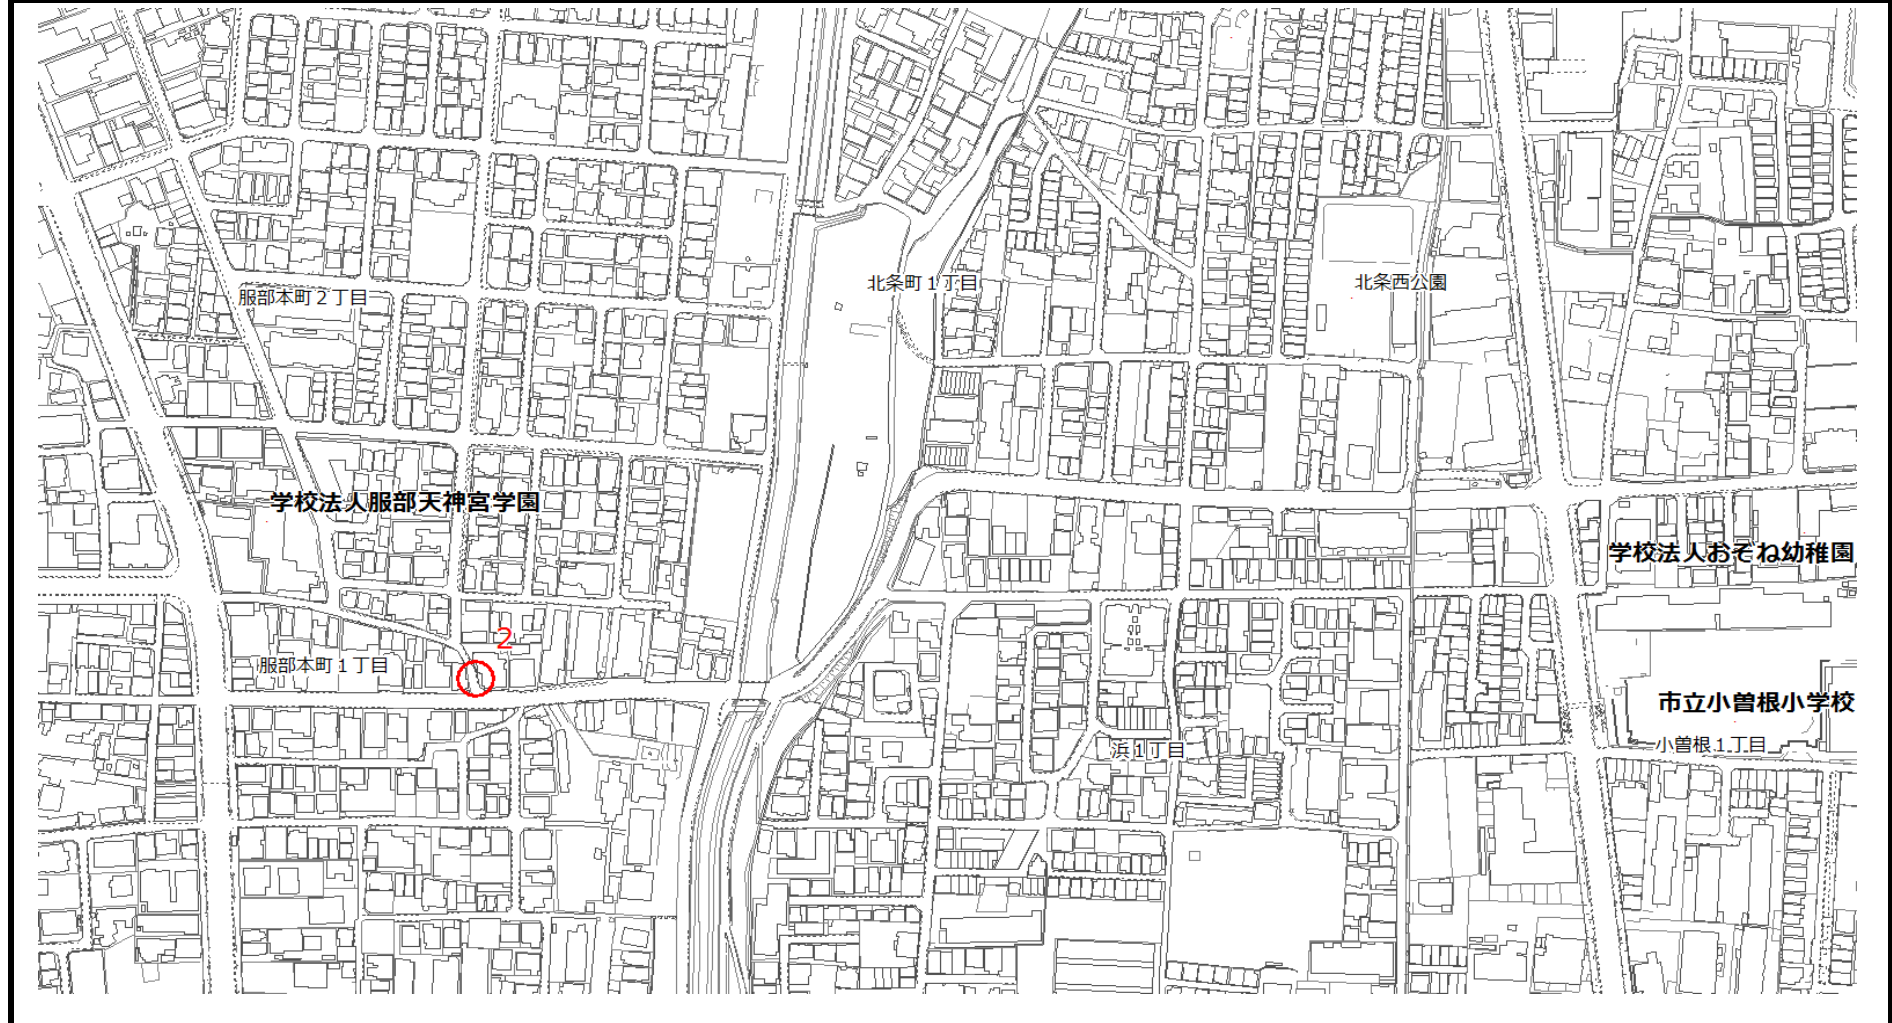 北条町1丁目
北条西公園
服部本町2丁目
学校法人服部天神宮学園
学校法人おぞね幼稚園
2
服部本町1丁目
市立小曽根小学校
小曽根1丁目
浜1丁目